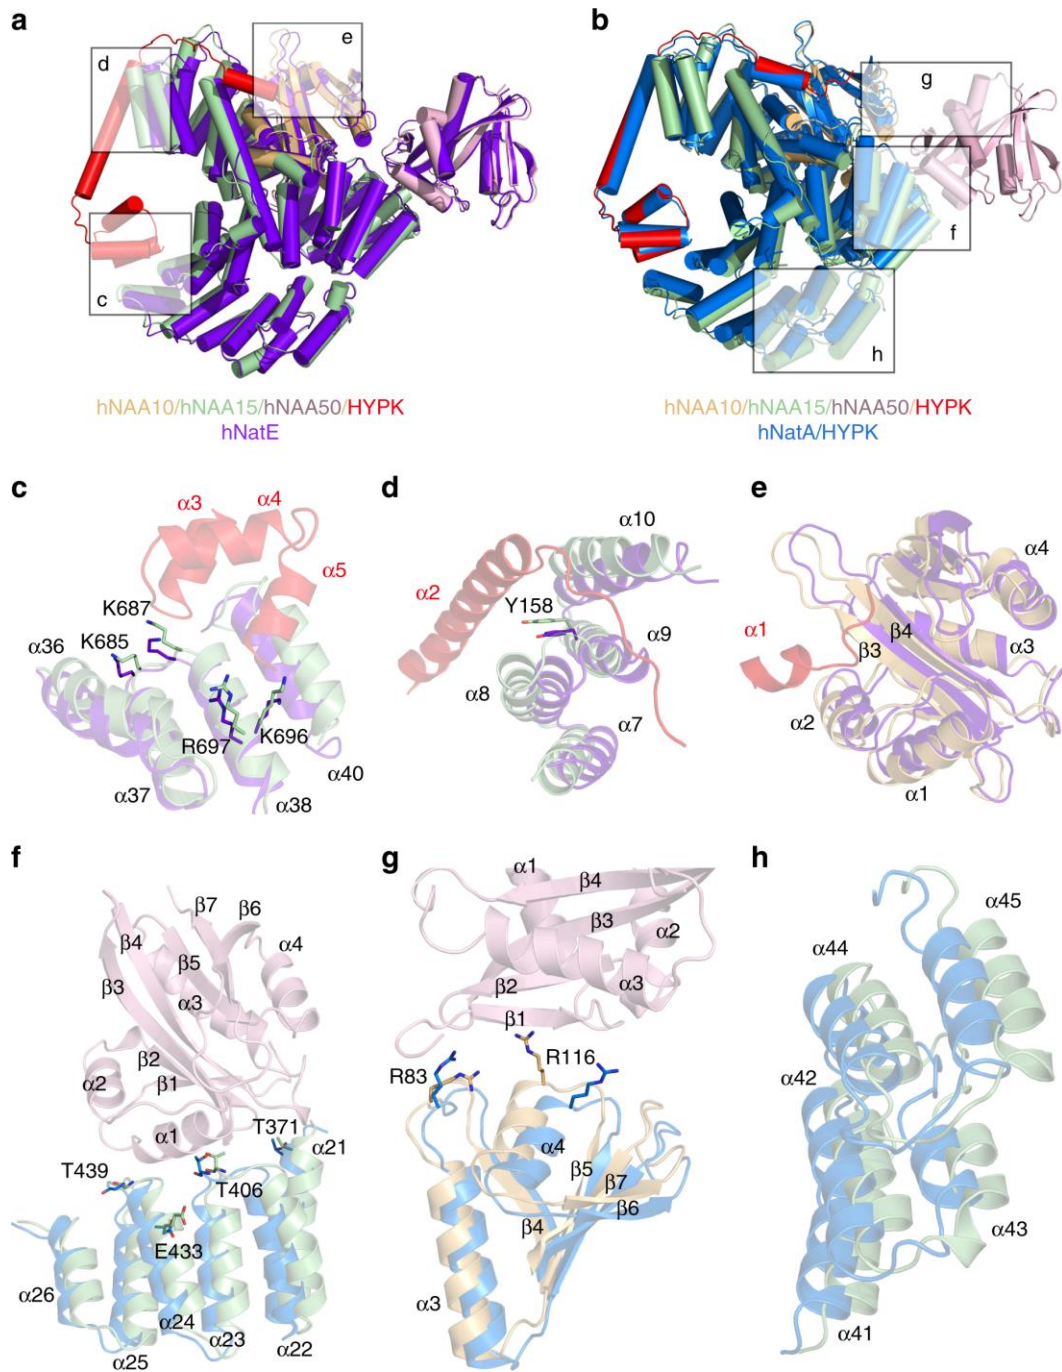 a
b
d
e
c
g
f
h
hNAA10/hNAA15/hNAA50/HYPK
hNatE
hNAA10/hNAA15/hNAA50/HYPK
hNatA/HYPK
c
α3
α4
α5
K687
K685
α36
R697
K696
α37
α38
α40
d
α10
α2
Y158
α9
α8
α7
e
α4
α1
β4
β3
α3
α2
α1
f
β7
β6
β4
α4
β5
β3
α3
β2
α2
β1
α1
T371
α21
T439
T406
E433
α26
α24
α23
α22
α25
g
α1
β4
β3
α2
β2
α3
β1
R83
R116
α4
β5
β7
β6
β4
α3
h
α45
α44
α42
α43
α41